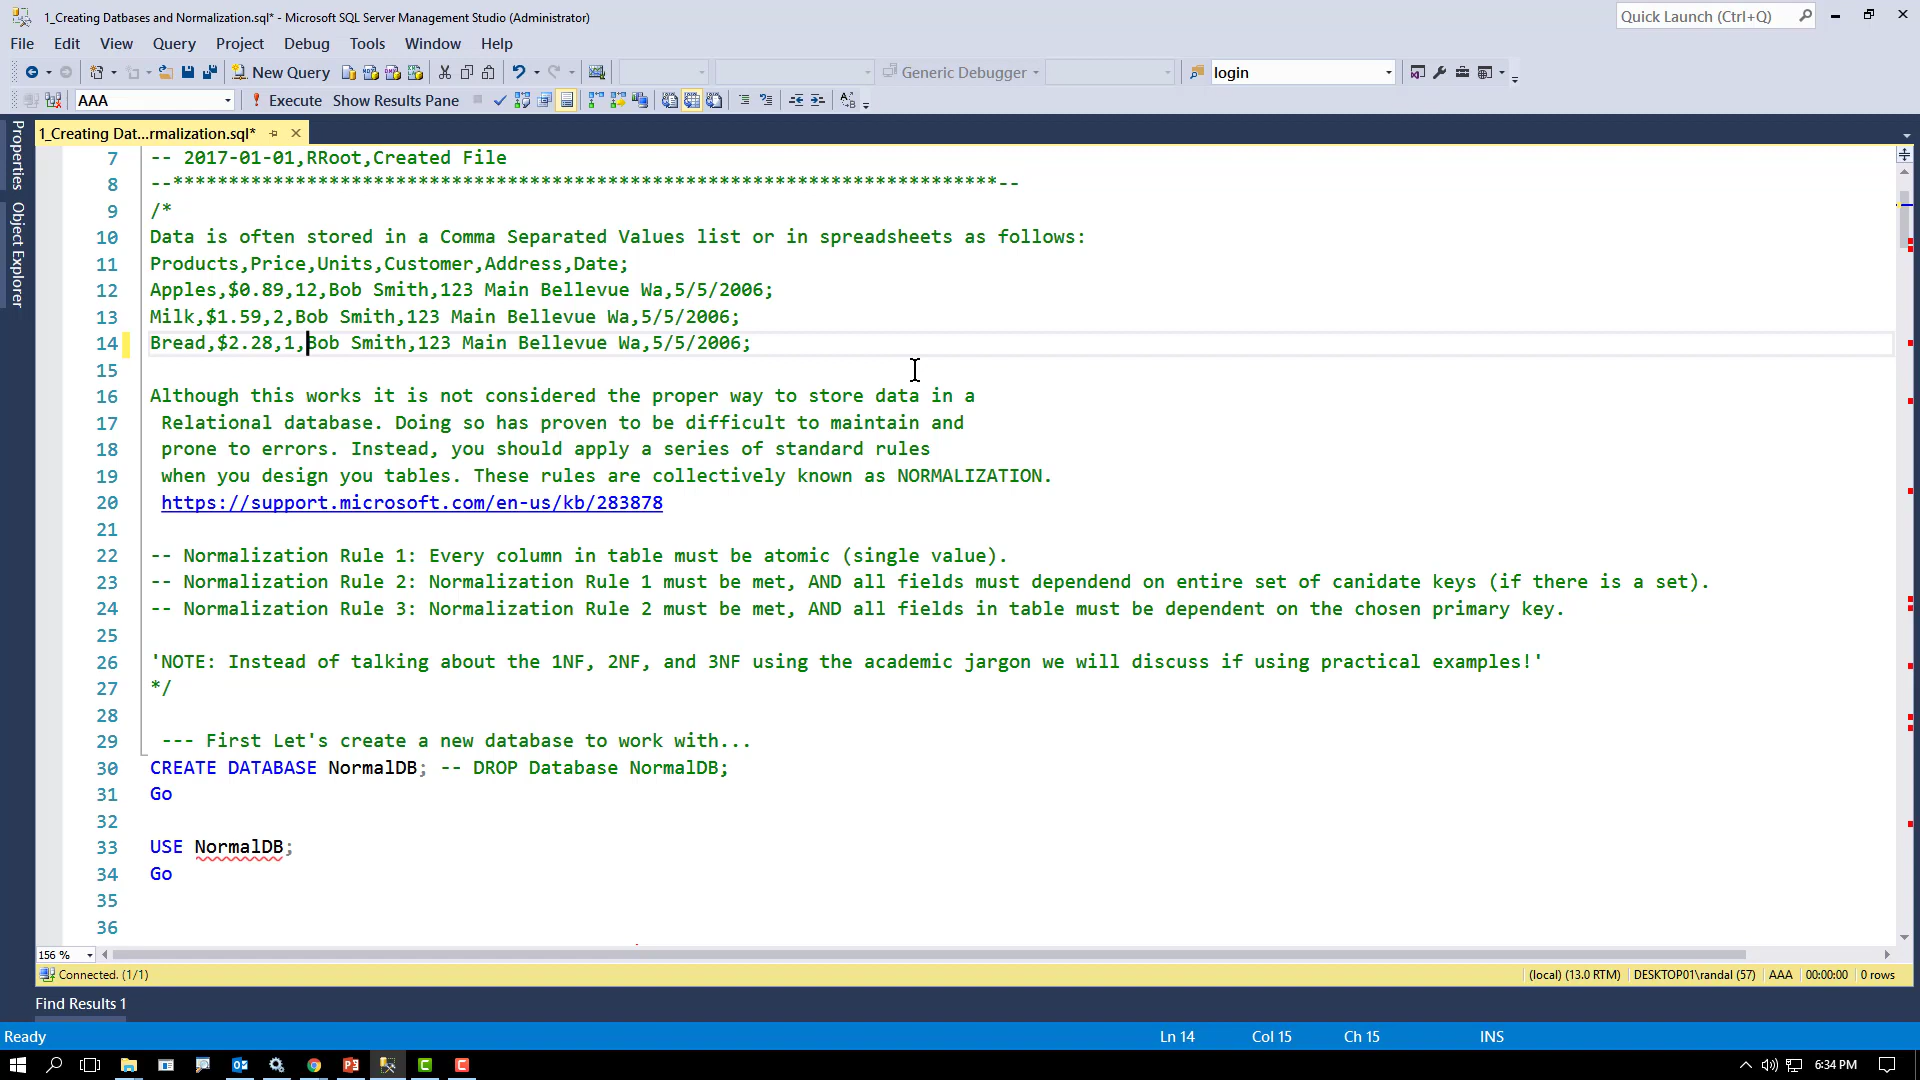 1_Creating Datbases and Normalization.sql* - Microsoft SQL Server Management Studio (Administrator)
Quick Launch (Ctrl+Q)
File Edit View Query Project Debug Tools Window Help
New Query Generic Debugger login
AAA Execute Show Results Pane
1_Creating Dat...rmalization.sql*
Properties
Object Explorer
7 -- 2017-01-01,RRoot,Created File
8 --**************************************************************************--
9 /*
10 Data is often stored in a Comma Separated Values list or in spreadsheets as follows:
11 Products,Price,Units,Customer,Address,Date;
12 Apples,$0.89,12,Bob Smith,123 Main Bellevue Wa,5/5/2006;
13 Milk,$1.59,2,Bob Smith,123 Main Bellevue Wa,5/5/2006;
14 Bread,$2.28,1,Bob Smith,123 Main Bellevue Wa,5/5/2006;
15
16 Although this works it is not considered the proper way to store data in a
17 Relational database. Doing so has proven to be difficult to maintain and
18 prone to errors. Instead, you should apply a series of standard rules
19 when you design you tables. These rules are collectively known as NORMALIZATION.
20 https://support.microsoft.com/en-us/kb/283878
21
22 -- Normalization Rule 1: Every column in table must be atomic (single value).
23 -- Normalization Rule 2: Normalization Rule 1 must be met, AND all fields must dependend on entire set of canidate keys (if there is a set).
24 -- Normalization Rule 3: Normalization Rule 2 must be met, AND all fields in table must be dependent on the chosen primary key.
25
26 'NOTE: Instead of talking about the 1NF, 2NF, and 3NF using the academic jargon we will discuss if using practical examples!'
27 */
28
29 --- First Let's create a new database to work with...
30 CREATE DATABASE NormalDB; -- DROP Database NormalDB;
31 Go
32
33 USE NormalDB;
34 Go
35
36
156 %
Connected. (1/1) (local) (13.0 RTM) DESKTOP01\randal (57) AAA 00:00:00 0 rows
Find Results 1
Ready Ln 14 Col 15 Ch 15 INS
6:34 PM